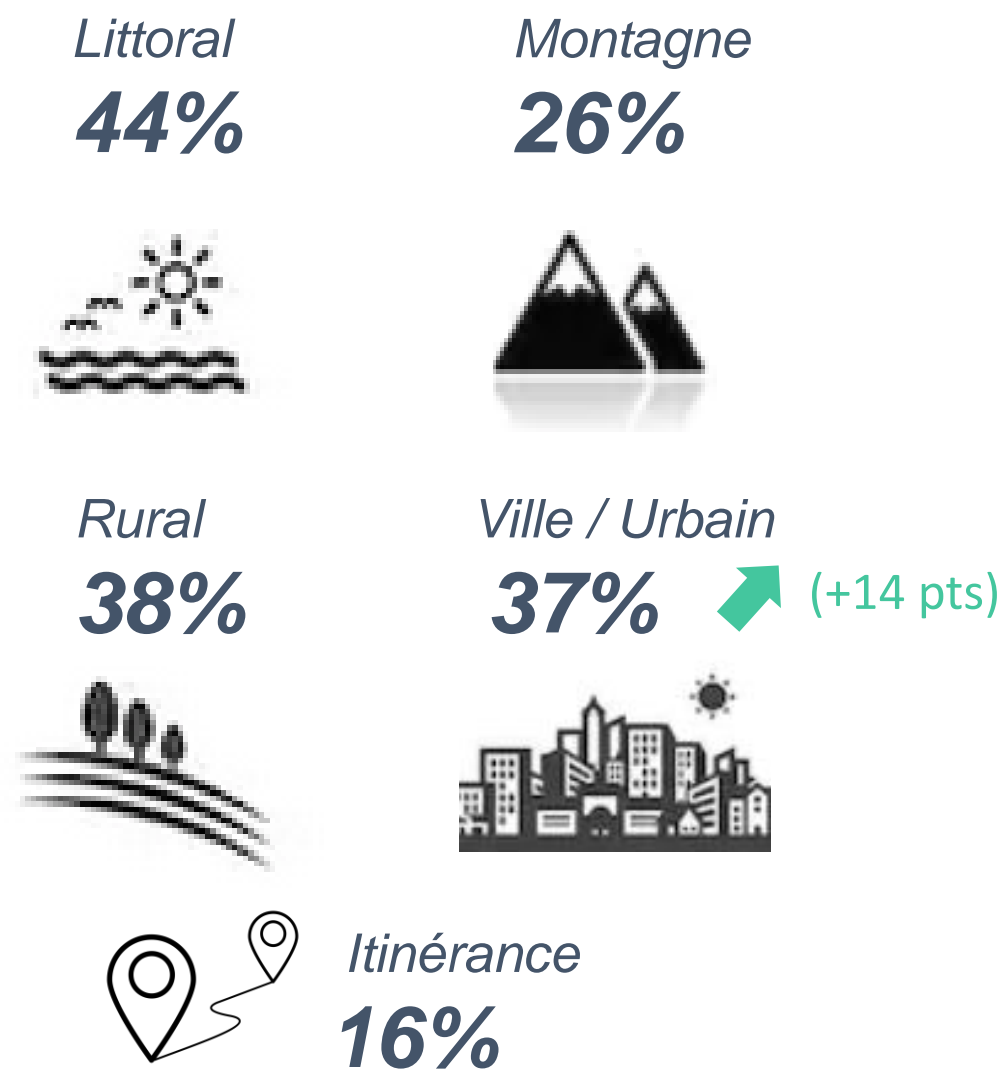 Littoral
44%
Montagne
26%
Rural
38%
Ville / Urbain
37%
(+14 pts)
Itinérance
16%